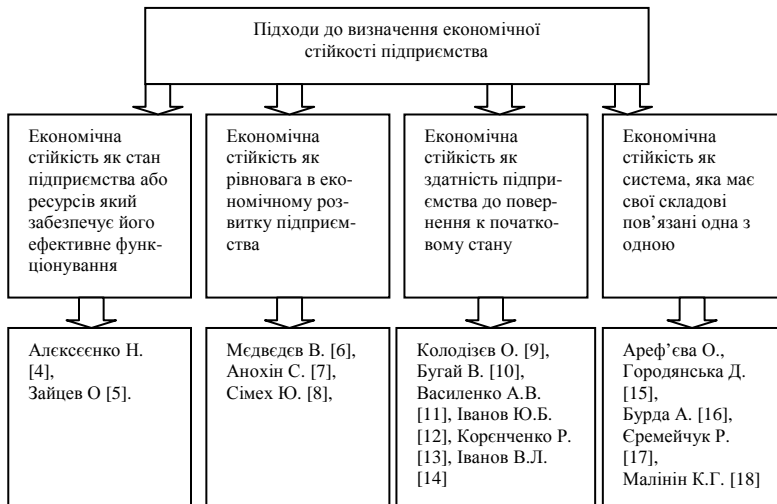 Підходи до визначення економічної
стійкості підприємства
Економічна
стійкість як стан
підприємства або
ресурсів який
забезпечує його
ефективне функ-
ціонування
Економічна
стійкість як
рівновага в еко-
номічному роз-
витку підприєм-
ства
Економічна
стійкість як
здатність підпри-
ємства до повер-
нення к початко-
вому стану
Економічна
стійкість як
система, яка має
свої складові
пов’язані одна з
одною
Алєксєєнко Н.
[4],
Зайцев О [5].
Мєдвєдєв В. [6],
Анохін С. [7],
Сімех Ю. [8],
Колодізєв О. [9],
Бугай В. [10],
Василенко А.В.
[11], Іванов Ю.Б.
[12], Корєнченко Р.
[13], Іванов В.Л.
[14]
Ареф’єва О.,
Городянська Д.
[15],
Бурда А. [16],
Єремейчук Р.
[17],
Малінін К.Г. [18]